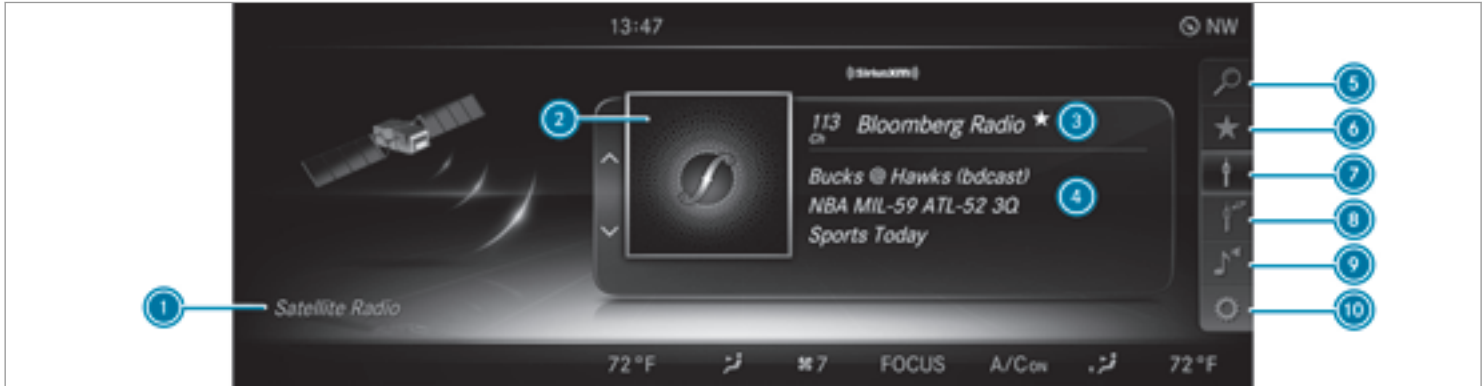 13:47
NW
((SiriusXM))
113 Bloomberg Radio
Ch
Bucks @ Hawks (bdcast)
NBA MIL-59 ATL-52 3Q
Sports Today
Satellite Radio
72°F 7 FOCUS A/C ON 72°F
1
2
3
4
5
6
7
8
9
10